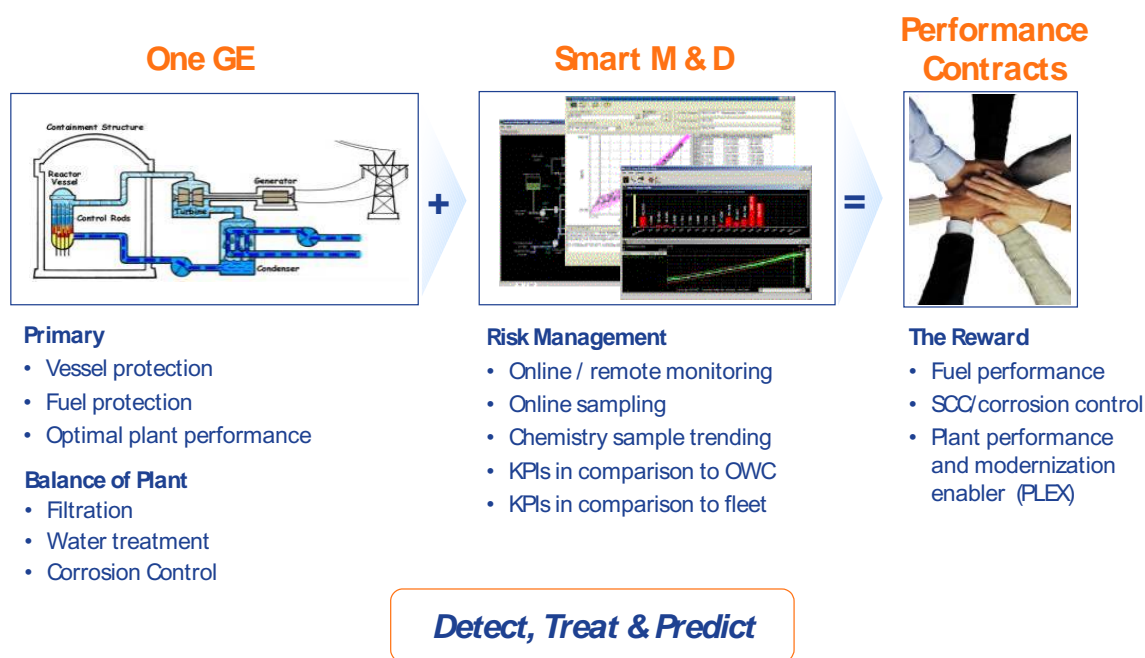 One GE
Smart M & D
Performance
Contracts
Containment Structure
Reactor
Vessel
Control Rods
Turbine
Generator
Condenser
+
=
Primary
• Vessel protection
• Fuel protection
• Optimal plant performance
Balance of Plant
• Filtration
• Water treatment
• Corrosion Control
Risk Management
• Online / remote monitoring
• Online sampling
• Chemistry sample trending
• KPIs in comparison to OWC
• KPIs in comparison to fleet
The Reward
• Fuel performance
• SCC/corrosion control
• Plant performance
and modernization
enabler (PLEX)
Detect, Treat & Predict